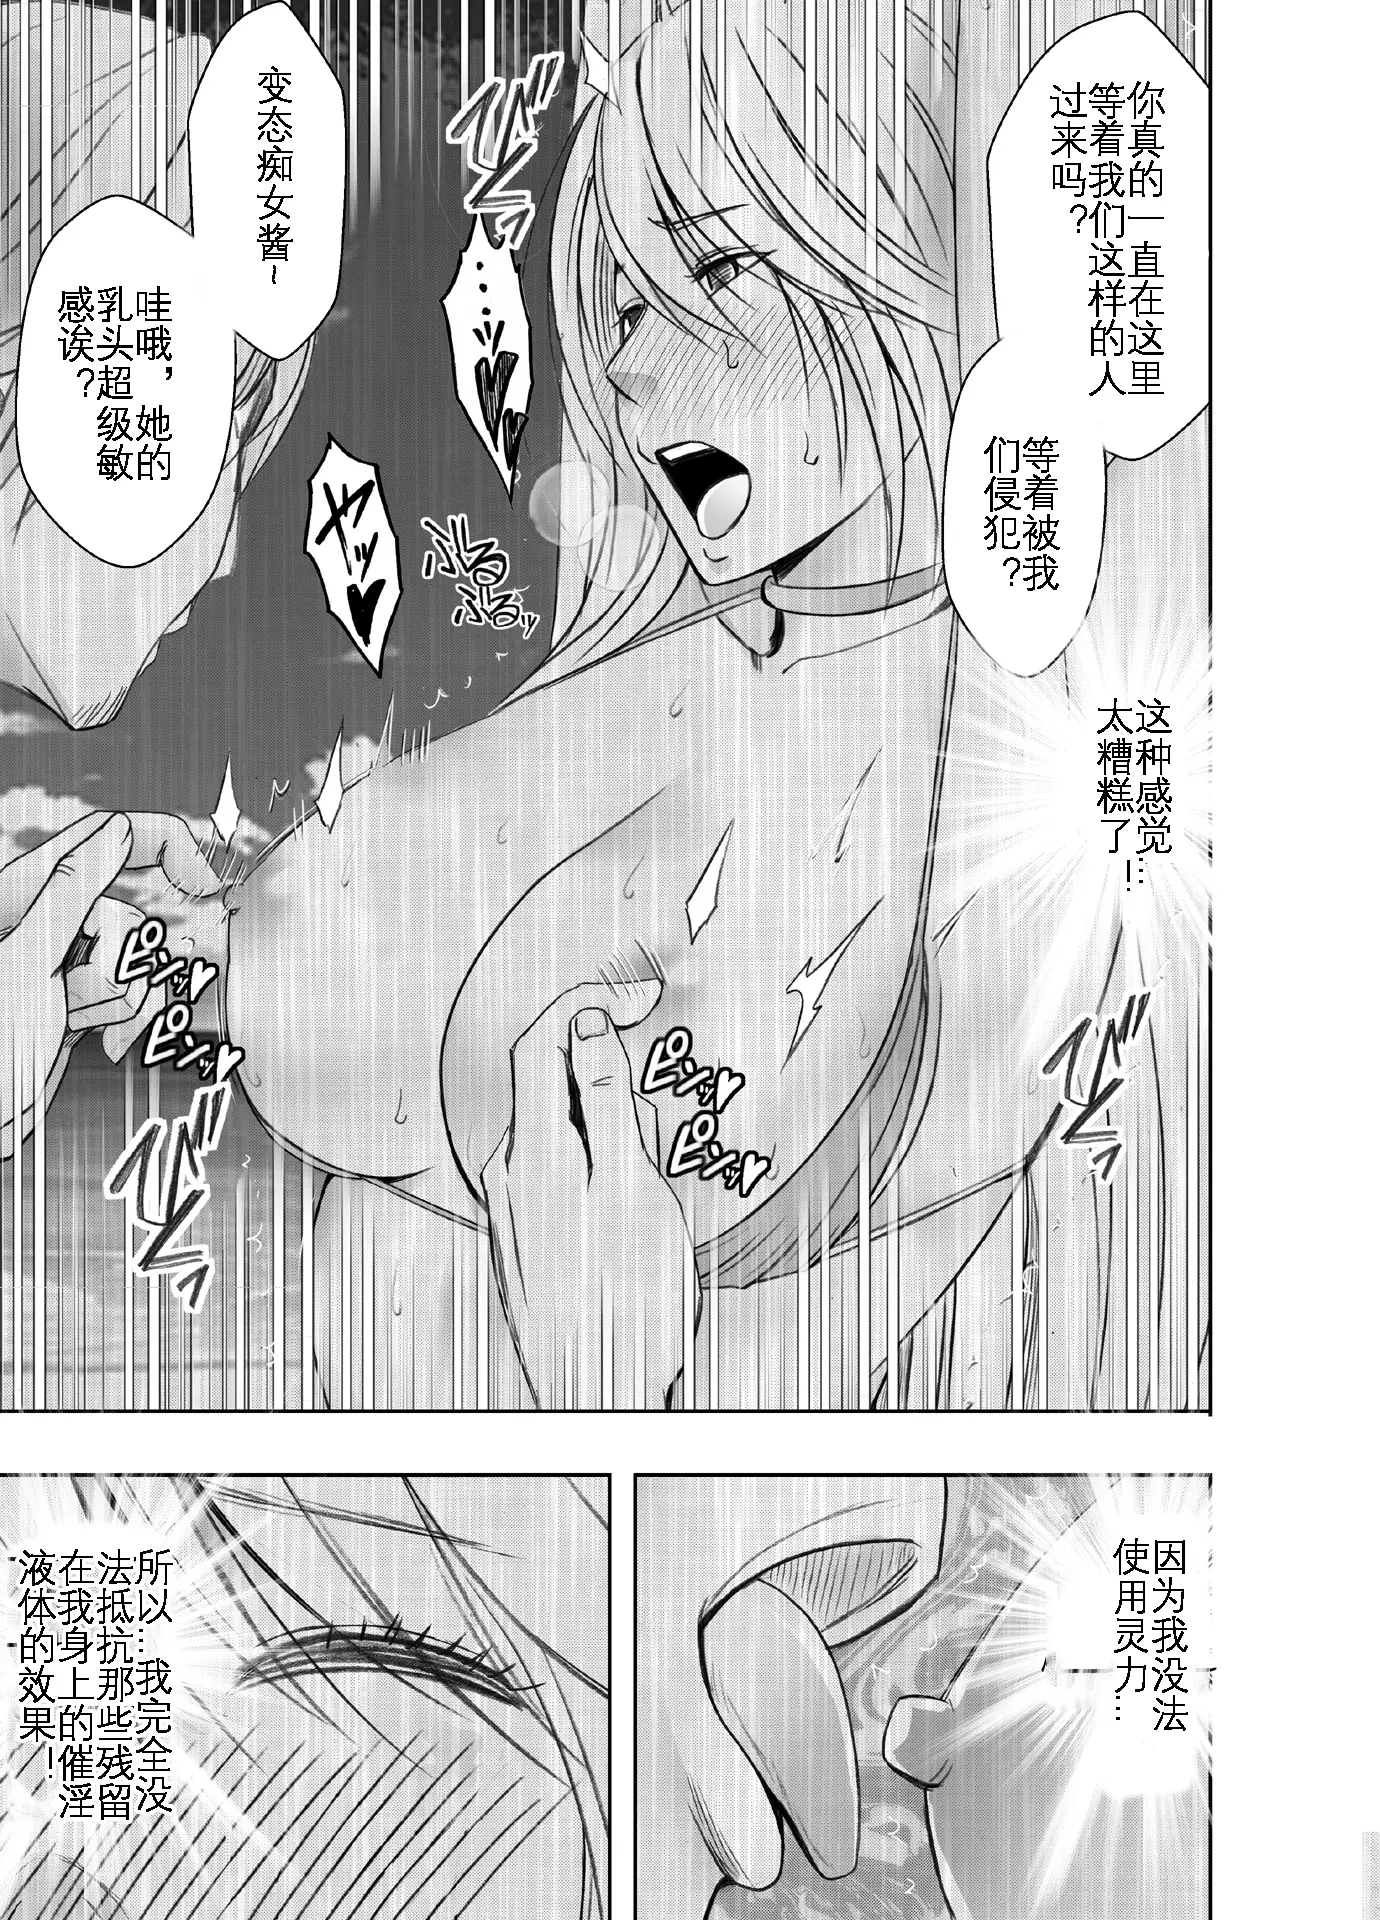 你真的一直在这里
等着我们这样的人
过来吗？
等着被我
们侵犯？
变态痴女酱~
哇哦，她的
乳头超级敏
感诶？
ビクッ
…♥♥
ヤッ♥
ぷるぷるッ
这种感觉…
太糟糕了！
ピンッ♥
ピンッ♥
ピンッ♥
ピンッ♥
因为我没法
使用灵力…
所以…我完全没
法抵抗那些残留
在我身上的催淫
液体的效果！